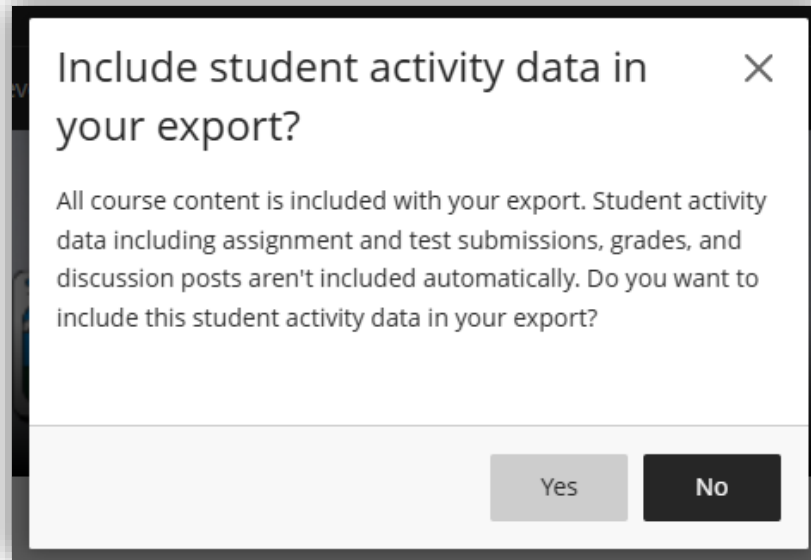 Include student activity data in
your export?
All course content is included with your export. Student activity
data including assignment and test submissions, grades, and
discussion posts aren't included automatically. Do you want to
include this student activity data in your export?
Yes
No